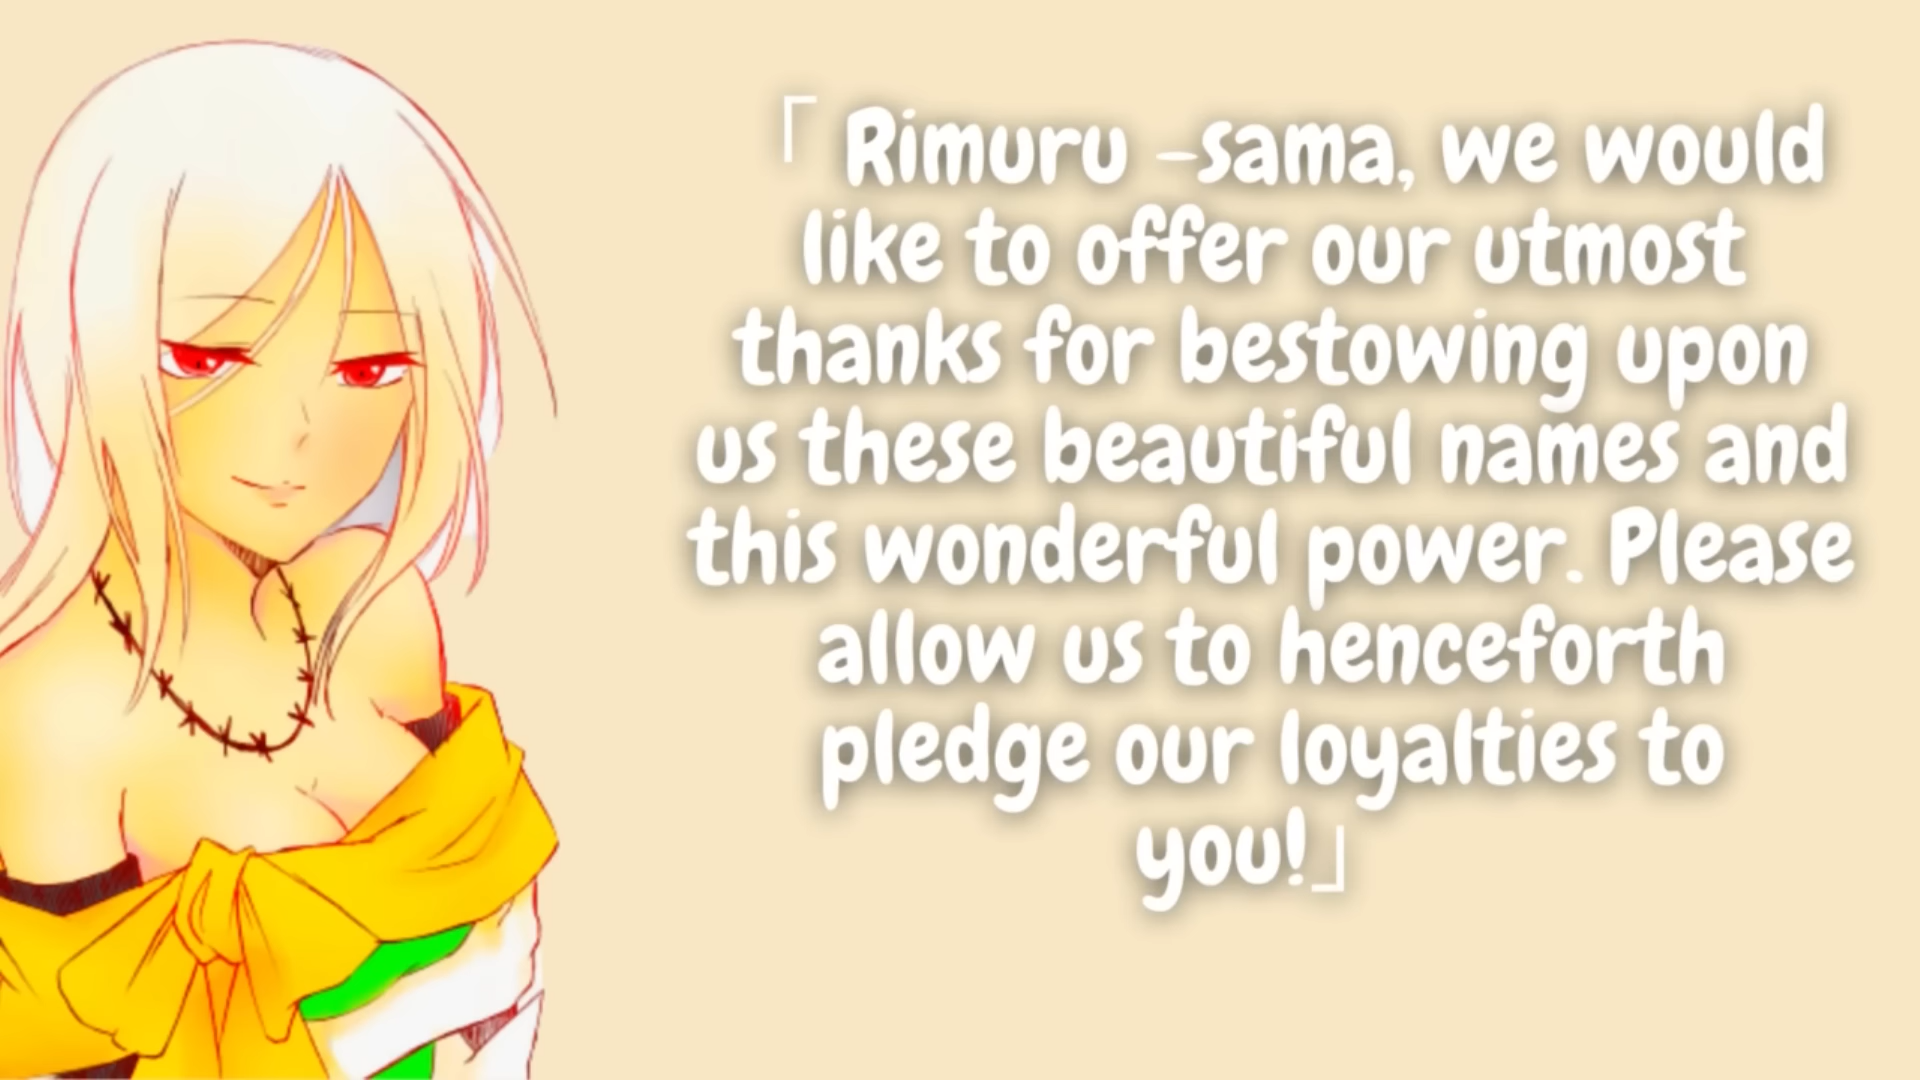 「 Rimuru -sama, we would
like to offer our utmost
thanks for bestowing upon
us these beautiful names and
this wonderful power. Please
allow us to henceforth
pledge our loyalties to
you!」